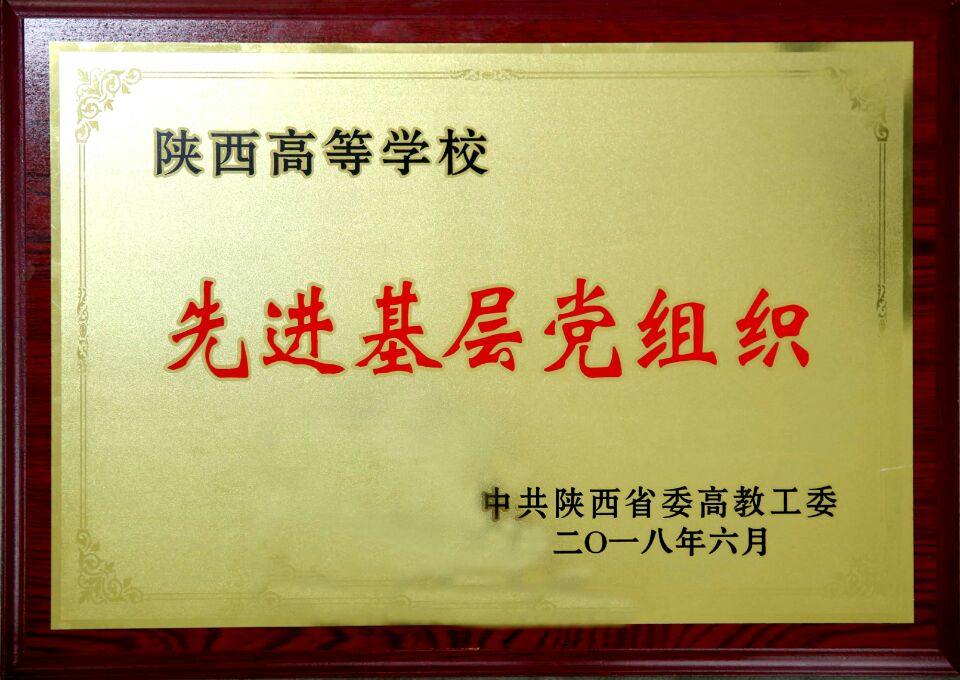 陕西高等学校
先进基层党组织
中共陕西省委高教工委
二〇一八年六月